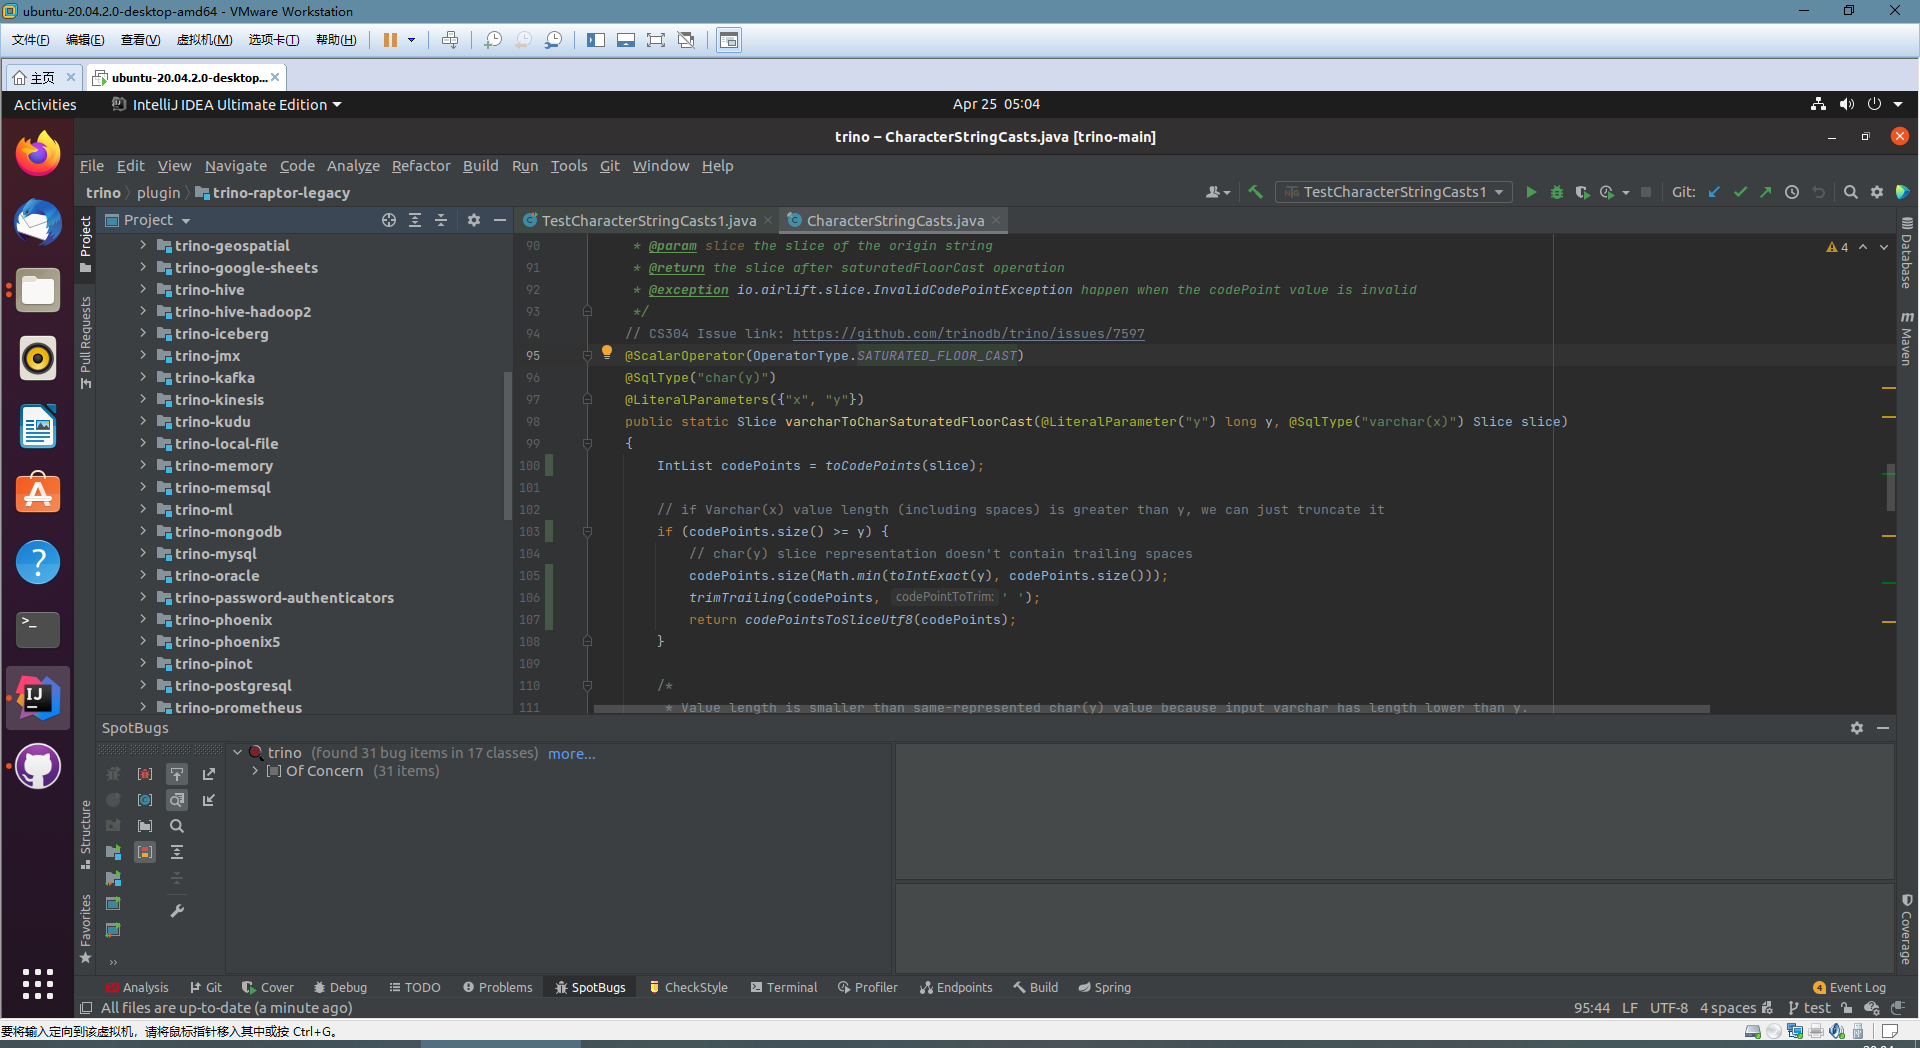 ubuntu-20.04.2.0-desktop-amd64 - VMware Workstation
文件(F) 编辑(E) 查看(V) 虚拟机(M) 选项卡(T) 帮助(H)
主页 ubuntu-20.04.2.0-desktop...
Activities IntelliJ IDEA Ultimate Edition Apr 25 05:04
trino – CharacterStringCasts.java [trino-main]
File Edit View Navigate Code Analyze Refactor Build Run Tools Git Window Help
trino plugin trino-raptor-legacy TestCharacterStringCasts1 Git:
Project
TestCharacterStringCasts1.java CharacterStringCasts.java
Project
Pull Requests
Structure
Favorites
trino-geospatial
trino-google-sheets
trino-hive
trino-hive-hadoop2
trino-iceberg
trino-jmx
trino-kafka
trino-kinesis
trino-kudu
trino-local-file
trino-memory
trino-memsql
trino-ml
trino-mongodb
trino-mysql
trino-oracle
trino-password-authenticators
trino-phoenix
trino-phoenix5
trino-pinot
trino-postgresql
trino-prometheus
4
90 * @param slice the slice of the origin string
91 * @return the slice after saturatedFloorCast operation
92 * @exception io.airlift.slice.InvalidCodePointException happen when the codePoint value is invalid
93 */
94 // CS304 Issue link: https://github.com/trinodb/trino/issues/7597
95 @ScalarOperator(OperatorType.SATURATED_FLOOR_CAST)
96 @SqlType("char(y)")
97 @LiteralParameters({"x", "y"})
98 public static Slice varcharToCharSaturatedFloorCast(@LiteralParameter("y") long y, @SqlType("varchar(x)") Slice slice)
99 {
100 IntList codePoints = toCodePoints(slice);
101
102 // if Varchar(x) value length (including spaces) is greater than y, we can just truncate it
103 if (codePoints.size() >= y) {
104 // char(y) slice representation doesn't contain trailing spaces
105 codePoints.size(Math.min(toIntExact(y), codePoints.size()));
106 trimTrailing(codePoints, codePointToTrim: ' ');
107 return codePointsToSliceUtf8(codePoints);
108 }
109
110 /*
111 * Value length is smaller than same-represented char(y) value because input varchar has length lower than y.
Database
Maven
Coverage
SpotBugs
trino (found 31 bug items in 17 classes) more...
Of Concern (31 items)
Analysis Git Cover Debug TODO Problems SpotBugs CheckStyle Terminal Profiler Endpoints Build Spring 4 Event Log
All files are up-to-date (a minute ago) 95:44 LF UTF-8 4 spaces test
要将输入定向到该虚拟机，请将鼠标指针移入其中或按 Ctrl+G。